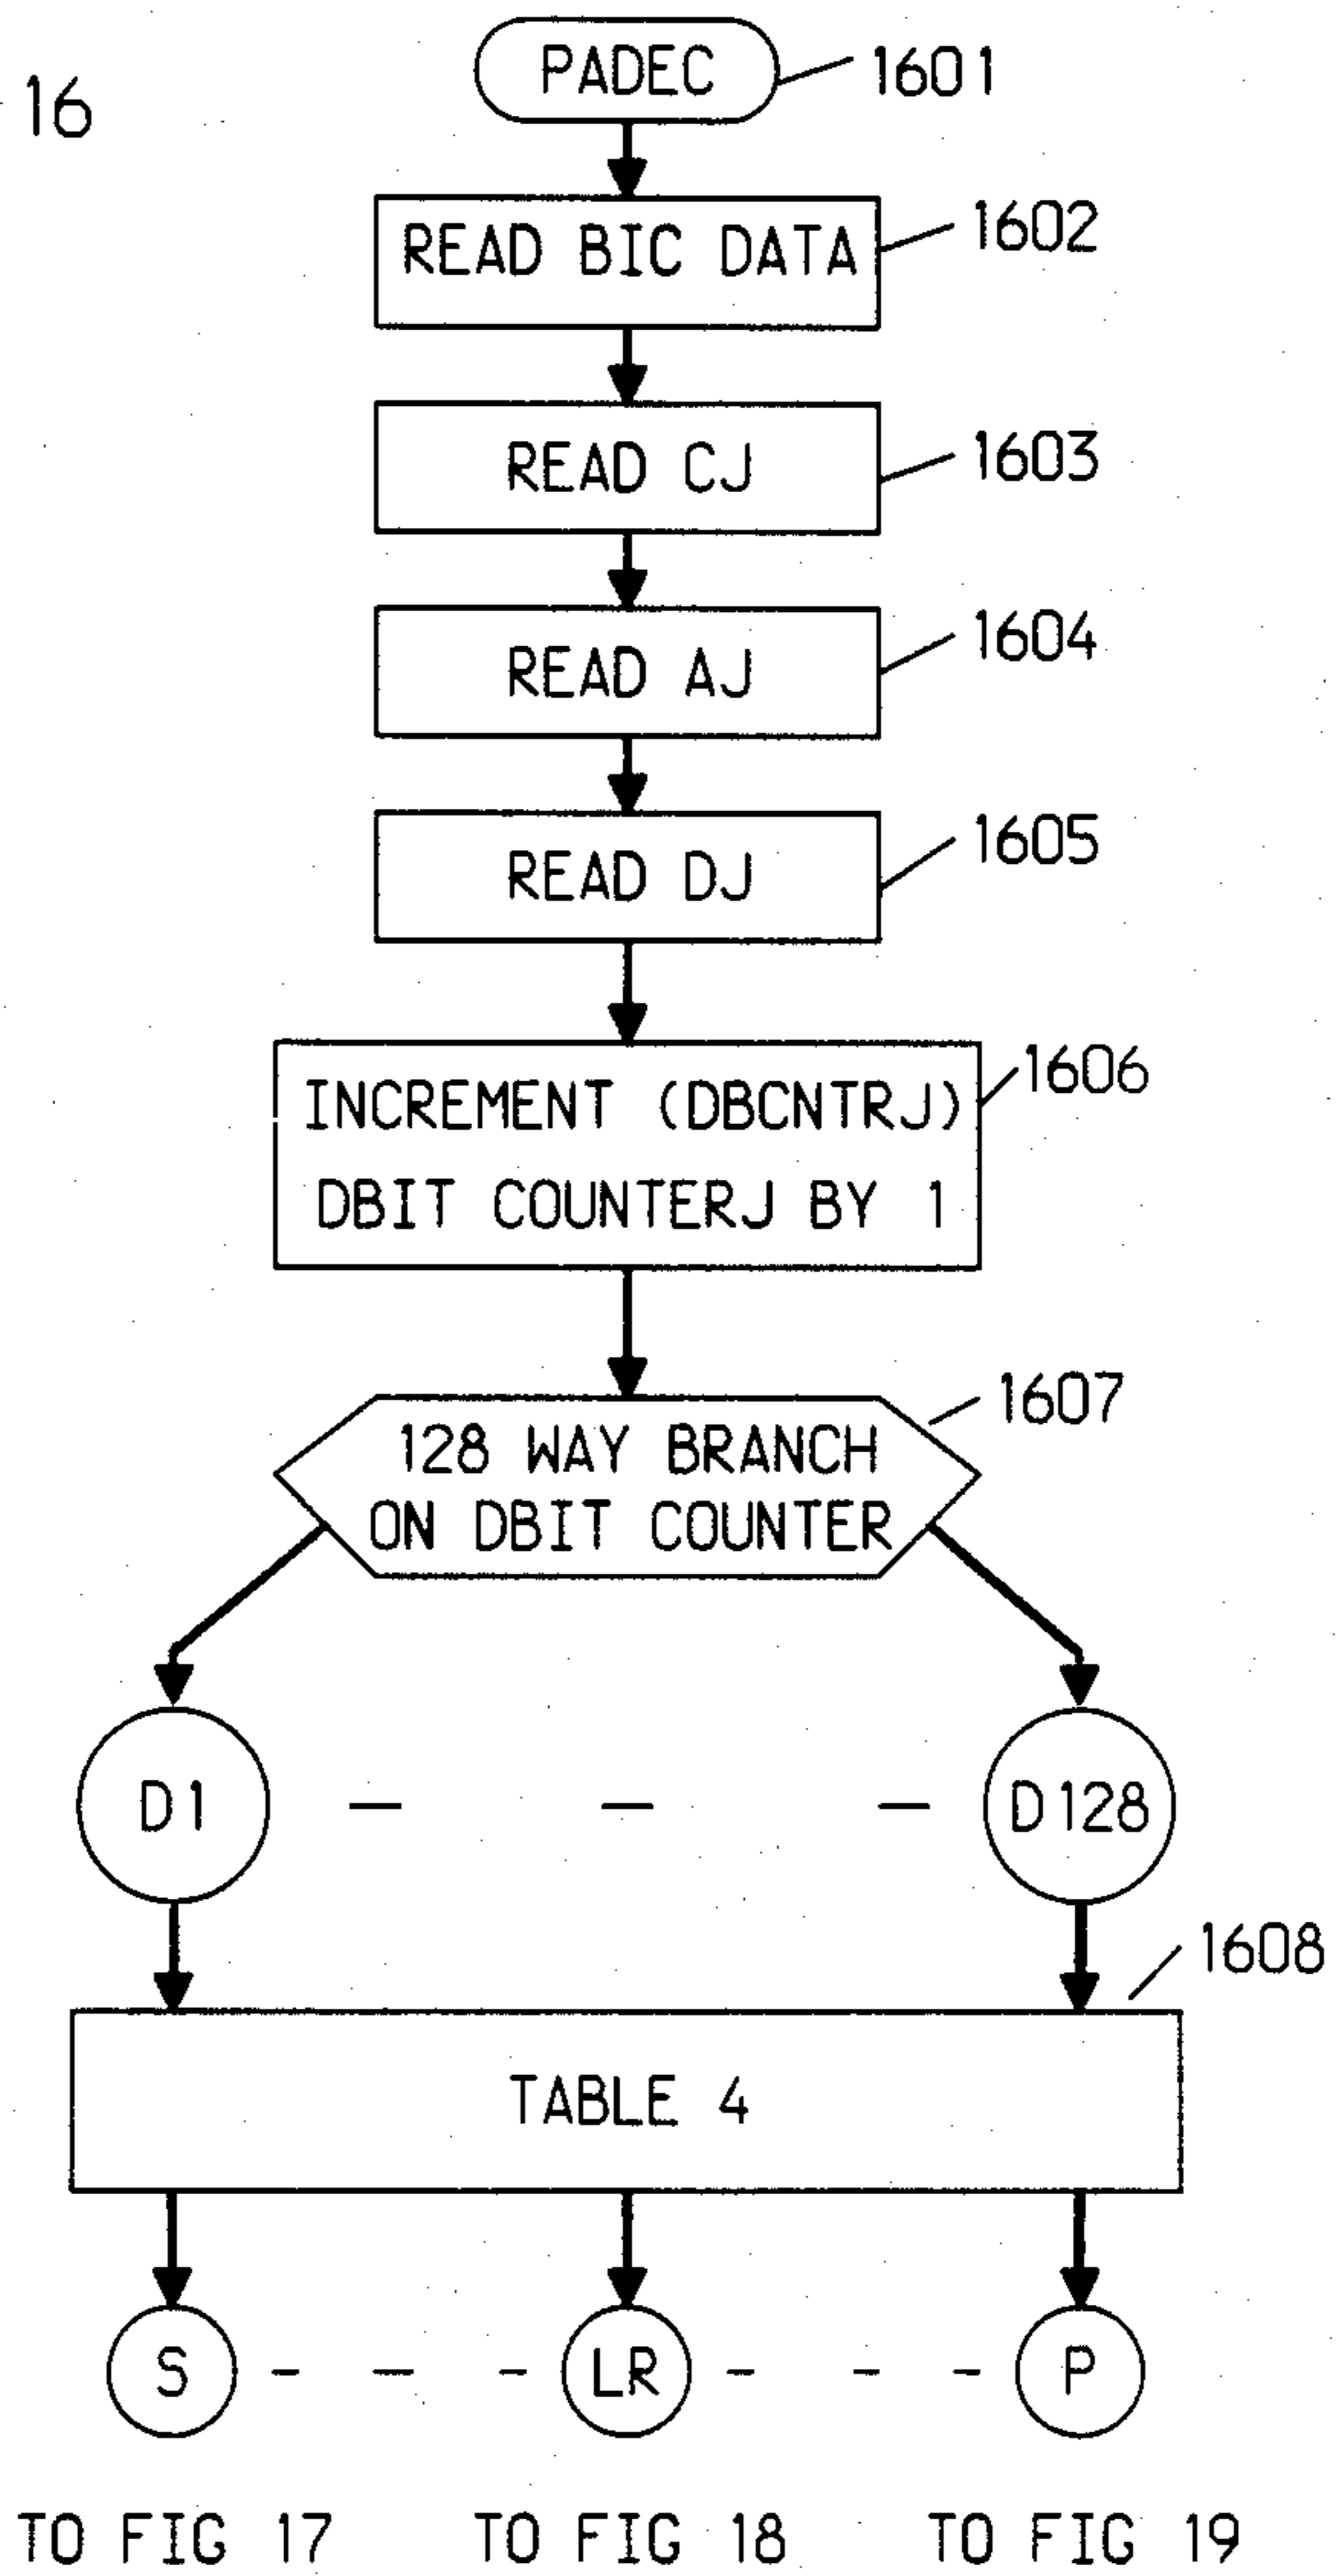 16
PADEC
1601
READ BIC DATA
1602
READ CJ
1603
READ AJ
1604
READ DJ
1605
INCREMENT (DBCNTRJ)
DBIT COUNTERJ BY 1
1606
128 WAY BRANCH
ON DBIT COUNTER
1607
D1 — — — D128
1608
TABLE 4
S - — - LR - - - P
TO FIG 17 TO FIG 18 TO FIG 19